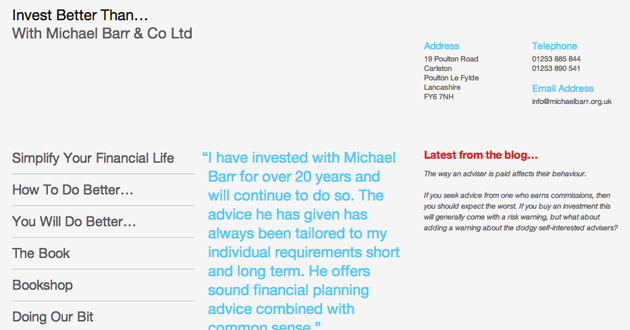 Invest Better Than...
With Michael Barr & Co Ltd
Address
19 Poulton Road
Carleton
Poulton Le Fylde
Lancashire
FY6 7NH
Telephone
01253 885 844
01253 890 541
Email Address
info@michaelbarr.org.uk
Simplify Your Financial Life
How To Do Better...
You Will Do Better...
The Book
Bookshop
Doing Our Bit
“I have invested with Michael
Barr for over 20 years and
will continue to do so. The
advice he has given has
always been tailored to my
individual requirements short
and long term. He offers
sound financial planning
advice combined with
common sense.”
Latest from the blog...
The way an adviser is paid affects their behaviour.
If you seek advice from one who earns commissions, then
you should expect the worst. If you buy an investment this
will generally come with a risk warning, but what about
adding a warning about the dodgy self-interested advisers?